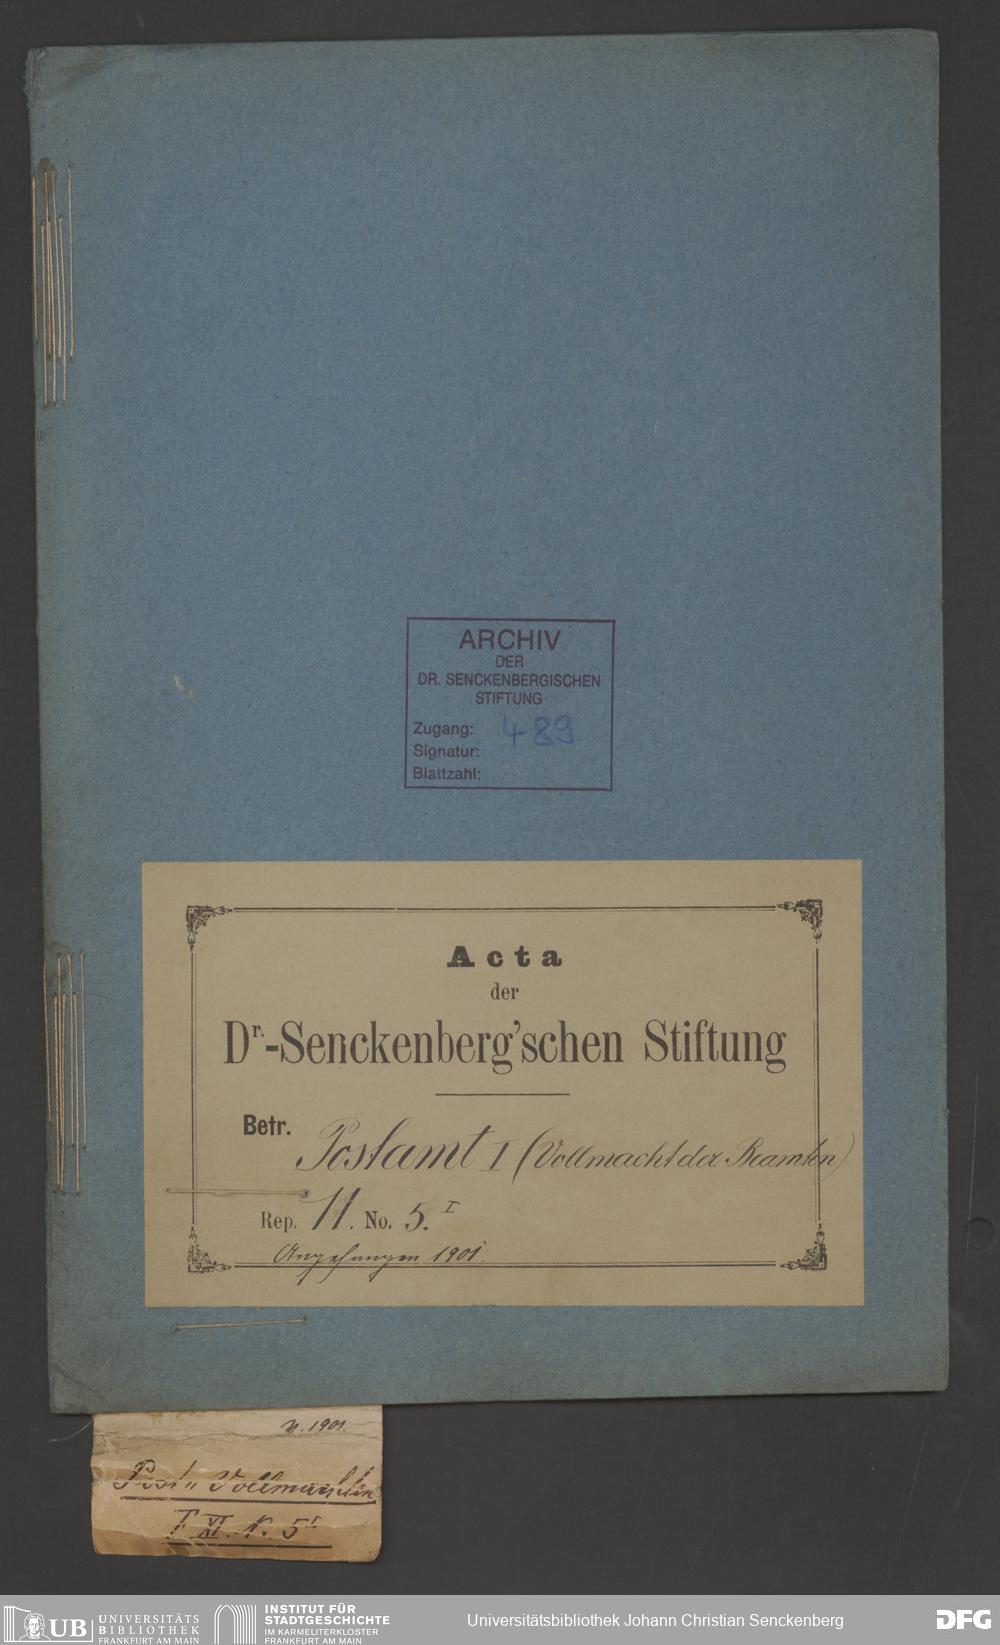 ARCHIV
DER
DR. SENCKENBERGISCHEN
STIFTUNG
Zugang: 489
Signatur:
Blattzahl:
Acta
der
Dr.-Senckenberg'schen Stiftung
Betr. Postamt I (Vollmacht der Beamten)
Rep. 11. No. 5. I
Angefangen 1901.
1901.
Post Vollmachten
F XI. N. 5 I
UB UNIVERSITÄTS
BIBLIOTHEK
FRANKFURT AM MAIN
INSTITUT FÜR
STADTGESCHICHTE
IM KARMELITERKLOSTER
FRANKFURT AM MAIN
Universitätsbibliothek Johann Christian Senckenberg
DFG